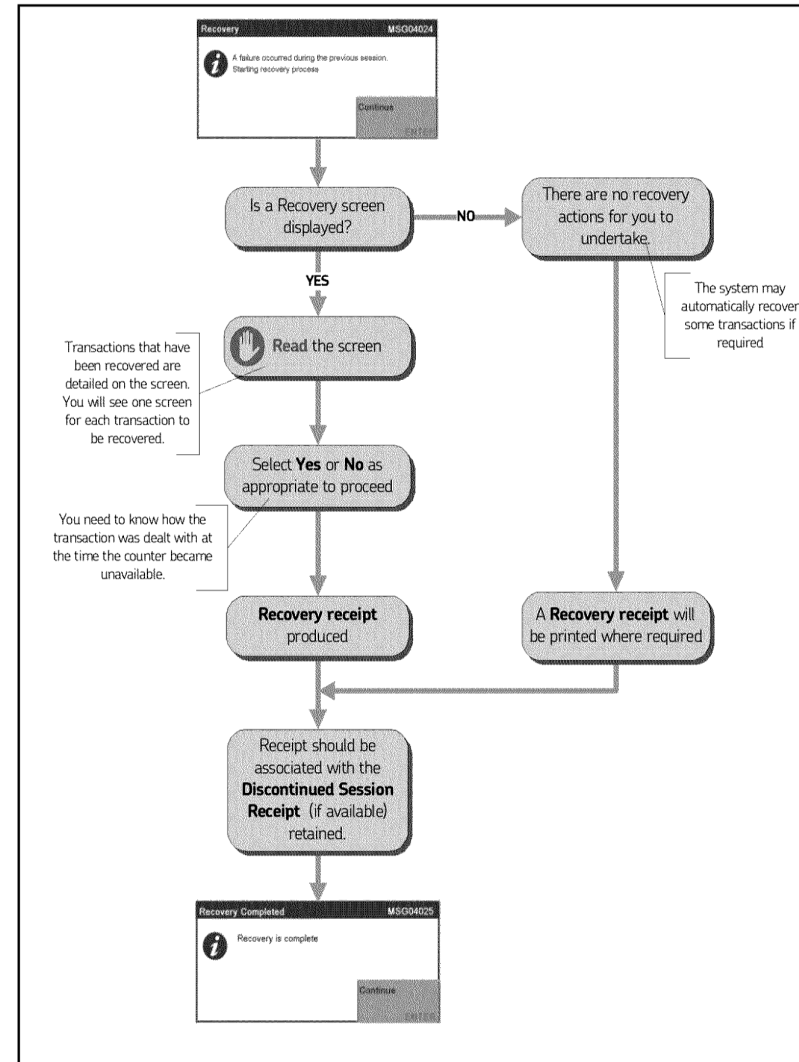 Recovery MSG04024
A failure occurred during the previous session.
Starting recovery process
Continue
ENTER
Is a Recovery screen
displayed?
NO
There are no recovery
actions for you to
undertake.
The system may
automatically recover
some transactions if
required
YES
Read the screen
Transactions that have
been recovered are
detailed on the screen.
You will see one screen
for each transaction to
be recovered.
Select Yes or No as
appropriate to proceed
You need to know how the
transaction was dealt with at
the time the counter became
unavailable.
Recovery receipt
produced
A Recovery receipt will
be printed where required
Receipt should be
associated with the
Discontinued Session
Receipt (if available)
retained.
Recovery Completed MSG04025
Recovery is complete
Continue
ENTER